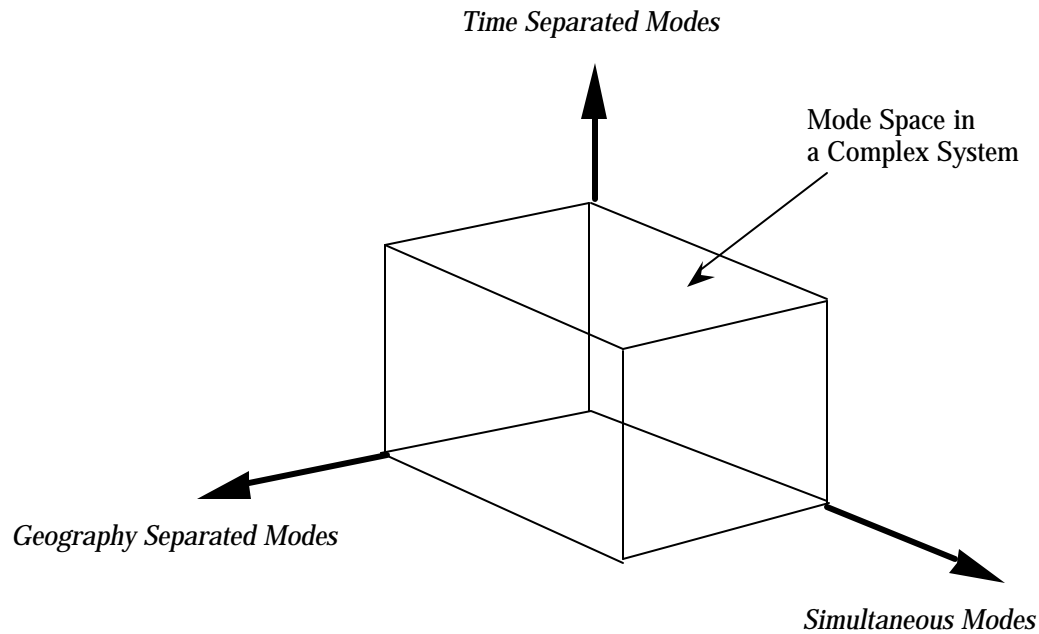 Time Separated Modes
Mode Space in
a Complex System
Geography Separated Modes
Simultaneous Modes